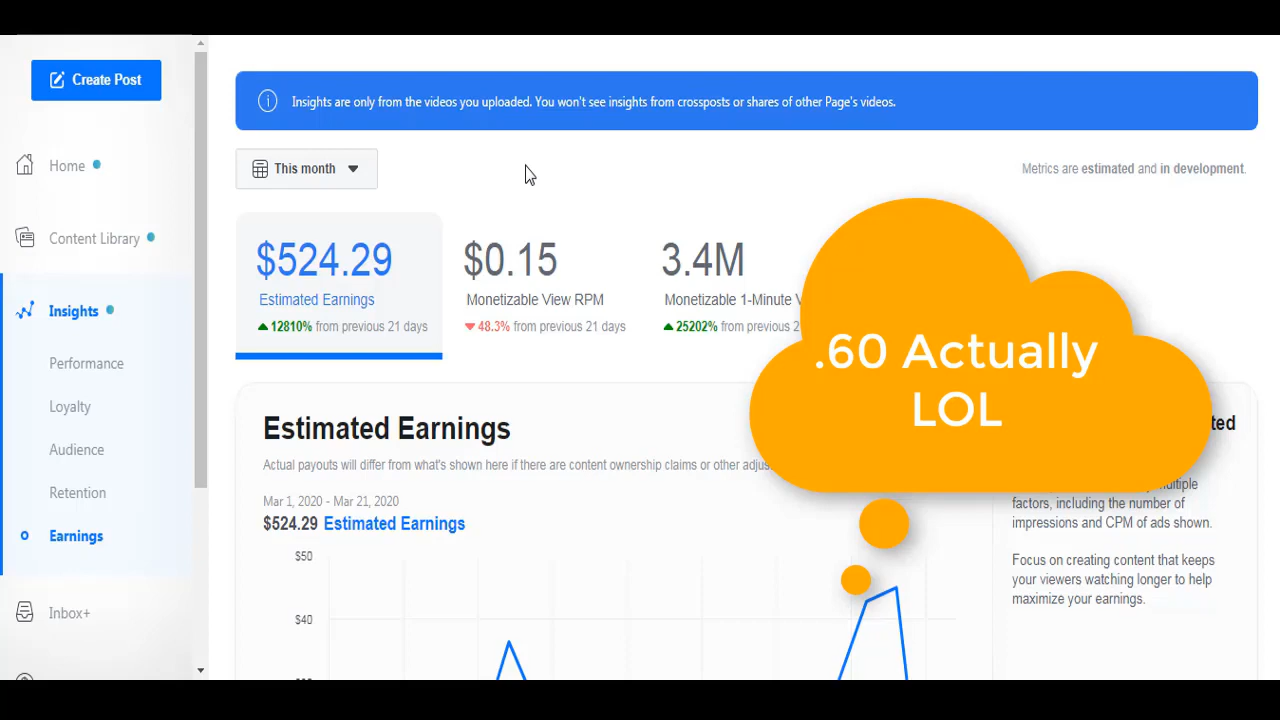 Create Post
Insights are only from the videos you uploaded. You won't see insights from crossposts or shares of other Page's videos.
Home
This month
Metrics are estimated and in development.
Content Library
$524.29
$0.15
3.4M
Estimated Earnings
Monetizable View RPM
Monetizable 1-Minute
12810% from previous 21 days
48.3% from previous 21 days
25202% from previous 2
.60 Actually
LOL
Insights
Performance
Loyalty
Audience
Retention
Earnings
Inbox+
Estimated Earnings
Actual payouts will differ from what's shown here if there are content ownership claims or other
Mar 1, 2020 - Mar 21, 2020
$524.29 Estimated Earnings
$50
$40
multiple
factors, including the number of
impressions and CPM of ads shown.
Focus on creating content that keeps
your viewers watching longer to help
maximize your earnings.